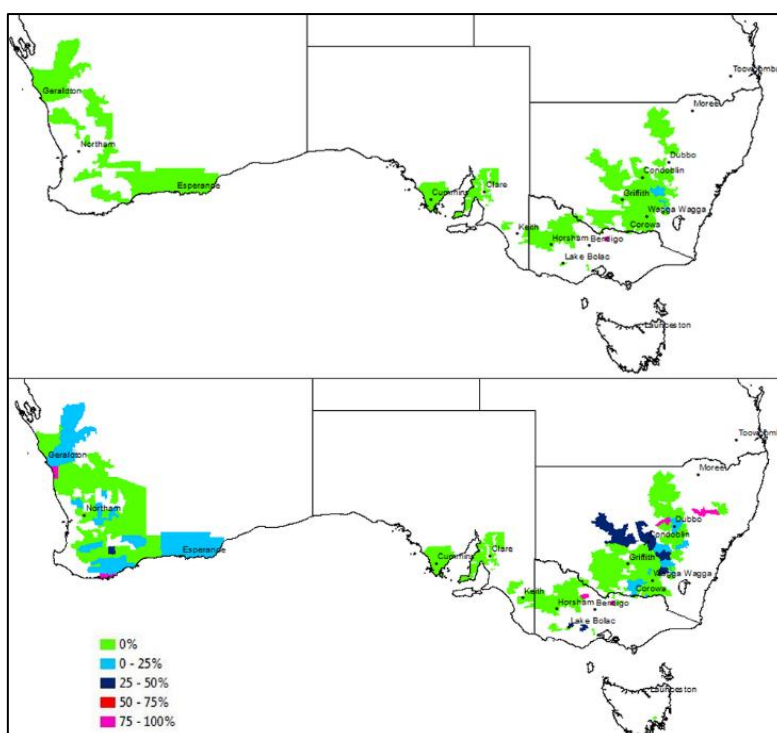 Toowoomba
Moree
Geraldton
Northam
Dubbo
Condoblin
Esperance
Cummins
Clare
Griffith
Wagga Wagga
Corowa
Keith
Horsham
Bendigo
Lake Bolac
Launceston
Toowoomba
Moree
Geraldton
Northam
Dubbo
Condoblin
Esperance
Cummins
Clare
Griffith
Wagga Wagga
Corowa
Keith
Horsham
Bendigo
Lake Bolac
Launceston
0%
0 - 25%
25 - 50%
50 - 75%
75 - 100%